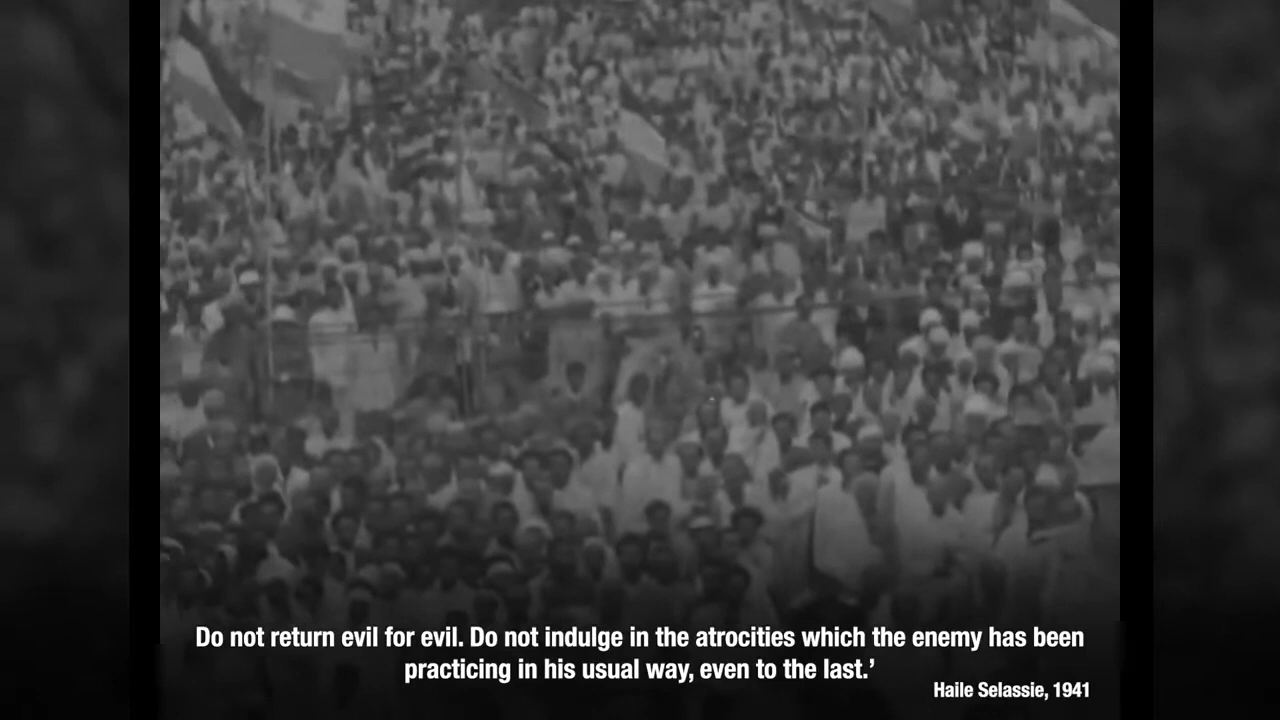 Do not return evil for evil. Do not indulge in the atrocities which the enemy has been
practicing in his usual way, even to the last.’
Haile Selassie, 1941